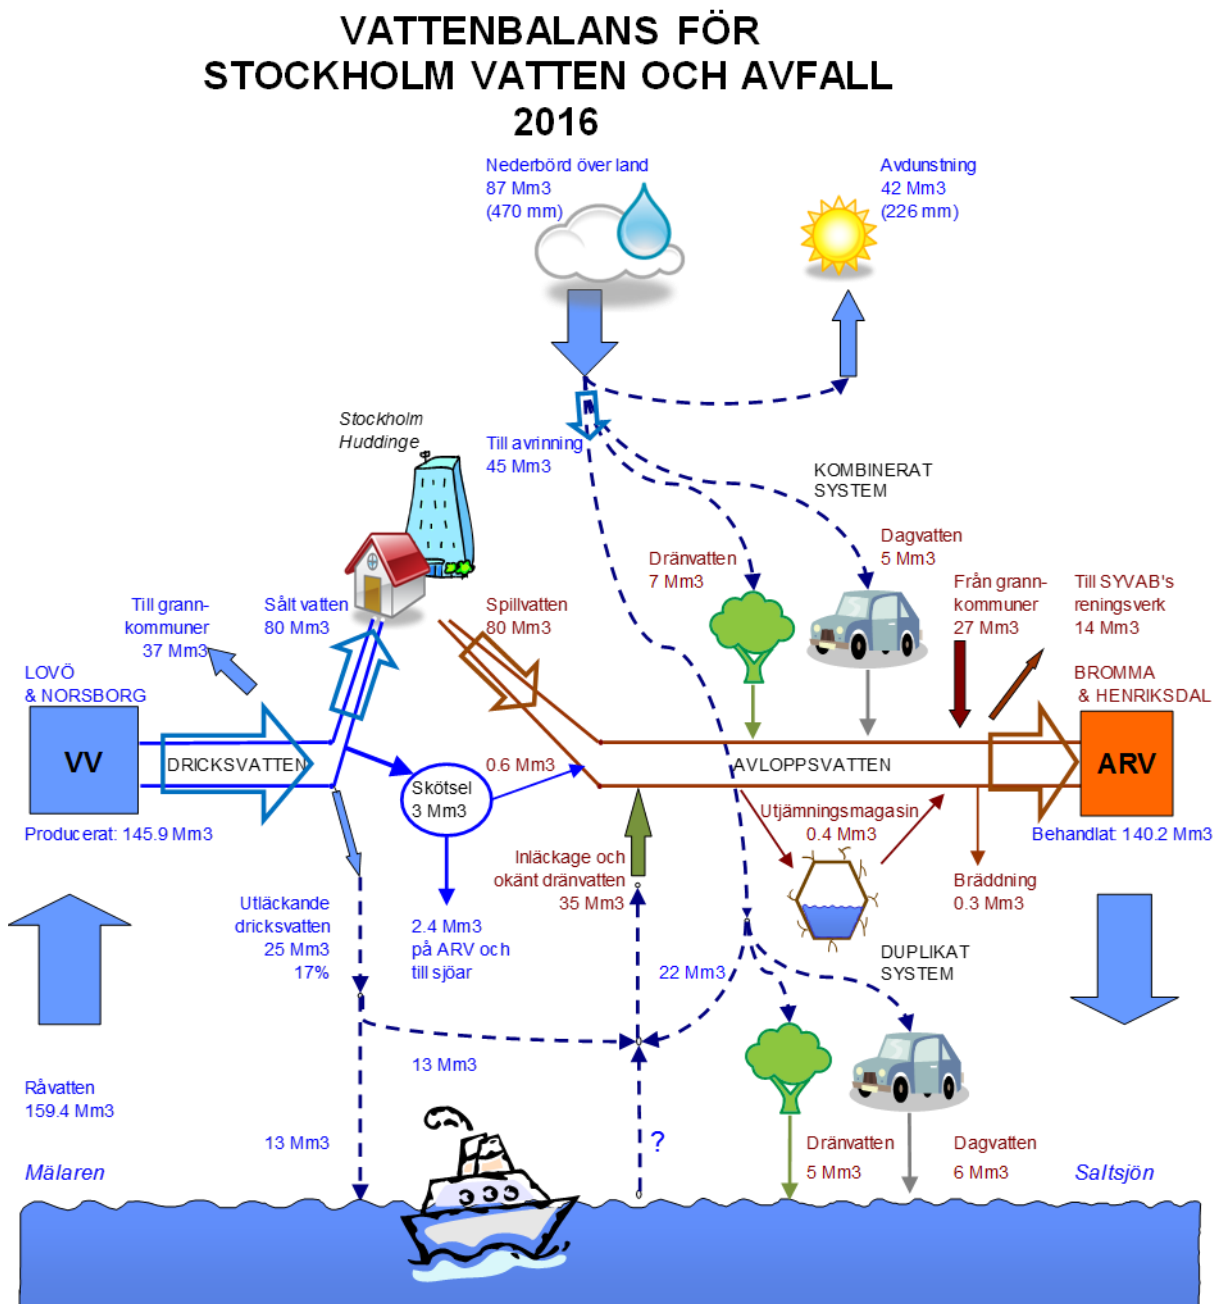 VATTENBALANS FÖR
STOCKHOLM VATTEN OCH AVFALL
2016
Nederbörd över land
87 Mm3
(470 mm)
Avdunstning
42 Mm3
(226 mm)
Stockholm
Huddinge
Till avrinning
45 Mm3
KOMBINERAT
SYSTEM
Dränvatten
7 Mm3
Dagvatten
5 Mm3
Till grann-
kommuner
37 Mm3
Sålt vatten
80 Mm3
Spillvatten
80 Mm3
Från grann-
kommuner
27 Mm3
Till SYVAB's
reningsverk
14 Mm3
LOVÖ
& NORSBORG
BROMMA
& HENRIKSDAL
VV
DRICKSVATTEN
Skötsel
3 Mm3
0.6 Mm3
AVLOPPSVATTEN
ARV
Producerat: 145.9 Mm3
Utjämningsmagasin
0.4 Mm3
Behandlat: 140.2 Mm3
Inläckage och
okänt dränvatten
35 Mm3
Bräddning
0.3 Mm3
Utläckande
dricksvatten
25 Mm3
17%
2.4 Mm3
på ARV och
till sjöar
22 Mm3
DUPLIKAT
SYSTEM
13 Mm3
Råvatten
159.4 Mm3
13 Mm3
?
Dränvatten
5 Mm3
Dagvatten
6 Mm3
Mälaren
Saltsjön